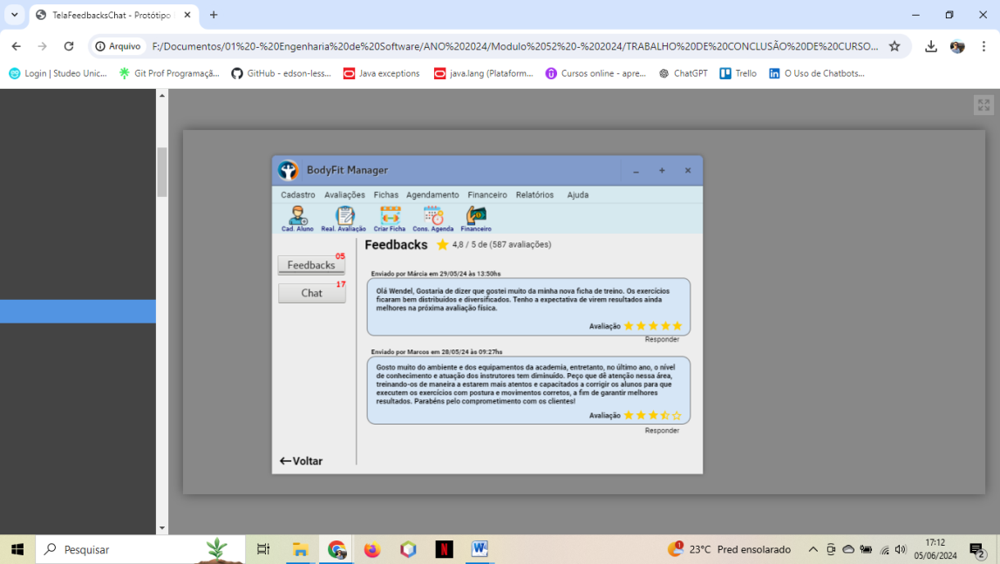 TelaFeedbacksChat - Protótipo
Arquivo
F:/Documentos/01%20-%20Engenharia%20de%20Software/ANO%202024/Modulo%2052%20-%202024/TRABALHO%20DE%20CONCLUSÃO%20DE%20CURSO...
Login | Studeo Unic...
Git Prof Programaçã...
GitHub - edson-less...
Java exceptions
java.lang (Plataform...
Cursos online - apre...
ChatGPT
Trello
O Uso de Chatbots...
BodyFit Manager
Cadastro Avaliações Fichas Agendamento Financeiro Relatórios Ajuda
Cad. Aluno Real. Avaliação Criar Ficha Cons. Agenda Financeiro
Feedbacks 4,8 / 5 de (587 avaliações)
05
Feedbacks
17
Chat
Enviado por Márcia em 29/05/24 às 13:50hs
Olá Wendel, Gostaria de dizer que gostei muito da minha nova ficha de treino. Os exercícios
ficaram bem distribuídos e diversificados. Tenho a expectativa de virem resultados ainda
melhores na próxima avaliação física.
Avaliação
Responder
Enviado por Marcos em 28/05/24 às 09:27hs
Gosto muito do ambiente e dos equipamentos da academia, entretanto, no último ano, o nível
de conhecimento e atuação dos instrutores tem diminuído. Peço que dê atenção nessa área,
treinando-os de maneira a estarem mais atentos e capacitados a corrigir os alunos para que
executem os exercícios com postura e movimentos corretos, a fim de garantir melhores
resultados. Parabéns pelo comprometimento com os clientes!
Avaliação
Responder
Voltar
Pesquisar
1
23°C Pred ensolarado
17:12
05/06/2024
2